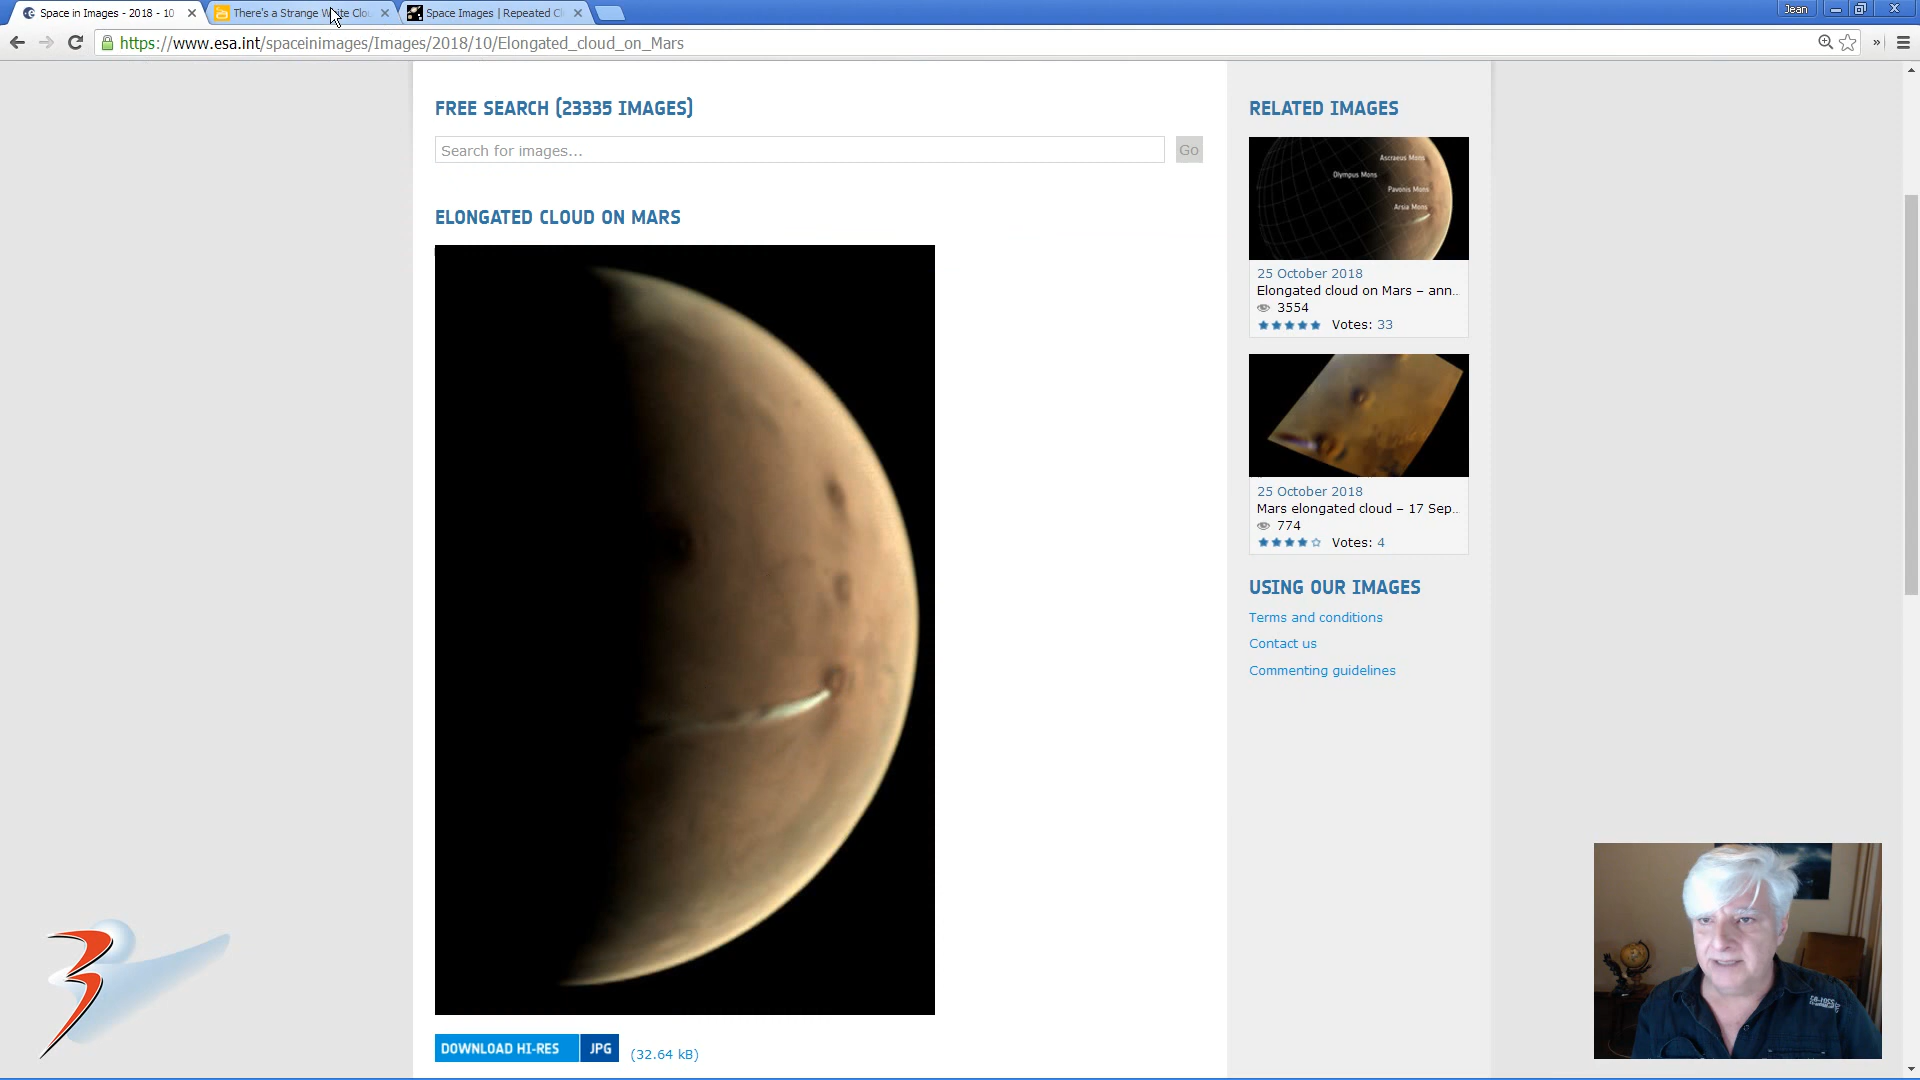 Space in Images - 2018 - 10
There's a Strange White Clou
Space Images | Repeated Cl
Jean
https://www.esa.int/spaceinimages/Images/2018/10/Elongated_cloud_on_Mars
»
FREE SEARCH (23335 IMAGES)
Search for images...
Go
ELONGATED CLOUD ON MARS
DOWNLOAD HI-RES
JPG
(32.64 kB)
RELATED IMAGES
Ascraeus Mons
Olympus Mons
Pavonis Mons
Arsia Mons
25 October 2018
Elongated cloud on Mars – ann..
3554
Votes: 33
25 October 2018
Mars elongated cloud – 17 Sep..
774
Votes: 4
USING OUR IMAGES
Terms and conditions
Contact us
Commenting guidelines